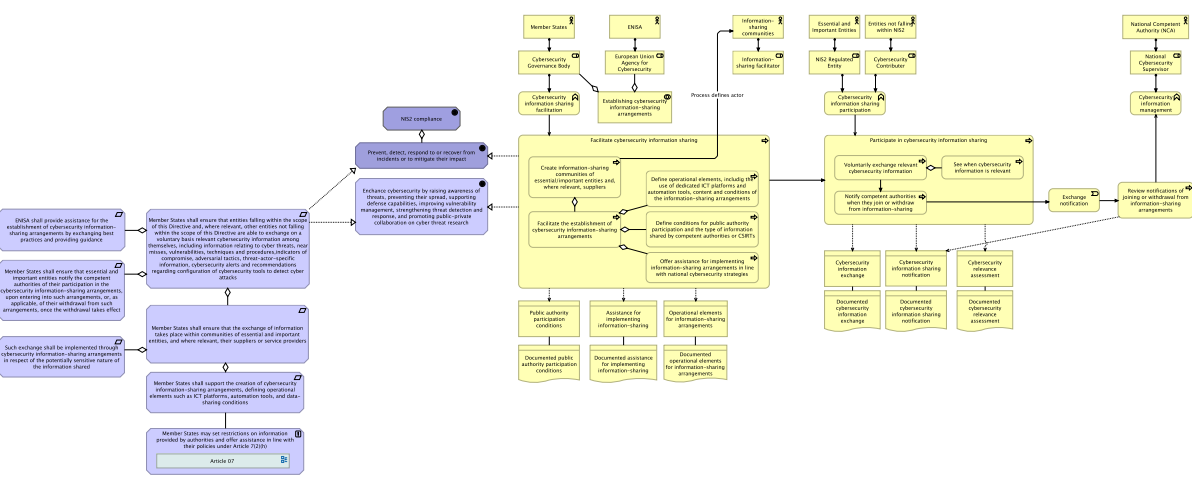 Member States
ENISA
Information-
sharing
communities
Essential and
Important Entities
Entities not falling
within NIS2
National Competent
Authority (NCA)
Cybersecurity
Governance Body
European Union
Agency for
Cybersecurity
Information-
sharing facilitator
NIS2 Regulated
Entity
Cybersecurity
Contributor
National
Cybersecurity
Supervisor
Cybersecurity
information sharing
facilitation
Establishing cybersecurity
information-sharing
arrangements
Process defines actor
Cybersecurity
information sharing
participation
Cybersecurity
information
management
NIS2 compliance
Prevent, detect, respond to or recover from
incidents or to mitigate their impact
Enchance cybersecurity by raising awareness of
threats, preventing their spread, supporting
defense capabilities, improving vulnerability
management, strengthening threat detection and
response, and promoting public-private
collaboration on cyber threat research
Facilitate cybersecurity information sharing
Create information-sharing
communities of
essential/important entities and,
where relevant, suppliers
Define operational elements, includig the
use of dedicated ICT platforms and
automation tools, content and conditions of
the information-sharing arrangements
Facilitate the establishment of
cybersecurity information-sharing
arrangements
Define conditions for public authority
participation and the type of information
shared by competent authorities or CSIRTs
Offer assistance for implementing
information-sharing arrangements in line
with national cybersecurity strategies
Participate in cybersecurity information sharing
Voluntarily exchange relevant
cybersecurity information
See when cybersecurity
information is relevant
Notify competent authorities
when they join or withdraw
from information-sharing
Exchange
notification
Review notifications of
joining or withdrawal from
information-sharing
arrangements
ENISA shall provide assistance for the
establishment of cybersecurity information-
sharing arrangements by exchanging best
practices and providing guidance
Member States shall ensure that entities falling within the scope
of this Directive and, where relevant, other entities not falling
within the scope of this Directive are able to exchange on a
voluntary basis relevant cybersecurity information among
themselves, including information relating to cyber threats, near
misses, vulnerabilities, techniques and procedures,indicators of
compromise, adversarial tactics, threat-actor-specific
information, cybersecurity alerts and recommendations
regarding configuration of cybersecurity tools to detect cyber
attacks
Member States shall ensure that essential and
important entities notify the competent
authorities of their participation in the
cybersecurity information-sharing arrangements,
upon entering into such arrangements, or, as
applicable, of their withdrawal from such
arrangements, once the withdrawal takes effect
Member States shall ensure that the exchange of information
takes place within communities of essential and important
entities, and where relevant, their suppliers or service providers
Such exchange shall be implemented through
cybersecurity information-sharing arrangements
in respect of the potentially sensitive nature of
the information shared
Member States shall support the creation of cybersecurity
information-sharing arrangements, defining operational
elements such as ICT platforms, automation tools, and data-
sharing conditions
Member States may set restrictions on information
provided by authorities and offer assistance in line with
their policies under Article 7(2)(h)
Article 07
Public authority
participation
conditions
Assistance for
implementing
information-sharing
Operational elements
for information-sharing
arrangements
Documented public
authority participation
conditions
Documented assistance
for implementing
information-sharing
Documented
operational elements
for information-sharing
arrangements
Cybersecurity
information
exchange
Cybersecurity
information sharing
notification
Cybersecurity
relevance
assessment
Documented
cybersecurity
information
exchange
Documented
cybersecurity
information sharing
notification
Documented
cybersecurity
relevance
assessment